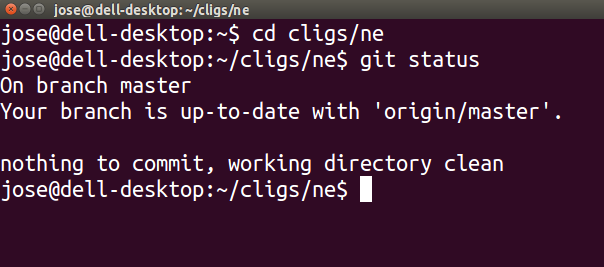 jose@dell-desktop: ~/cligs/ne
jose@dell-desktop:~$ cd cligs/ne
jose@dell-desktop:~/cligs/ne$ git status
On branch master
Your branch is up-to-date with 'origin/master'.
nothing to commit, working directory clean
jose@dell-desktop:~/cligs/ne$